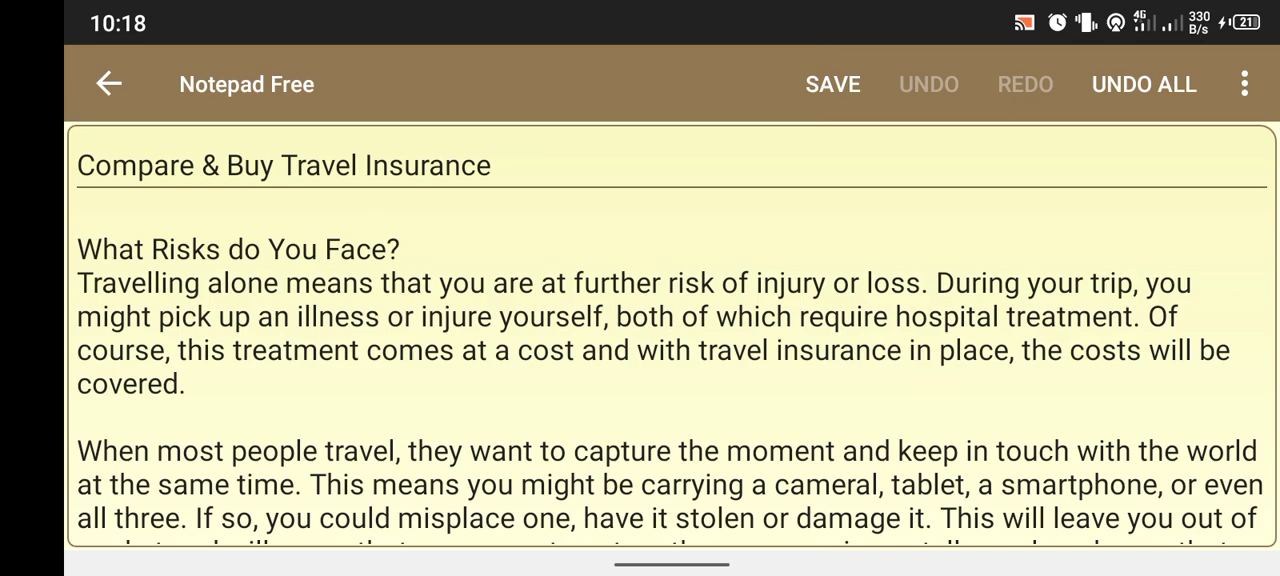 10:18
4G
330
B/s
21
Notepad Free
SAVE
UNDO
REDO
UNDO ALL
Compare & Buy Travel Insurance
What Risks do You Face?
Travelling alone means that you are at further risk of injury or loss. During your trip, you
might pick up an illness or injure yourself, both of which require hospital treatment. Of
course, this treatment comes at a cost and with travel insurance in place, the costs will be
covered.
When most people travel, they want to capture the moment and keep in touch with the world
at the same time. This means you might be carrying a cameral, tablet, a smartphone, or even
all three. If so, you could misplace one, have it stolen or damage it. This will leave you out of